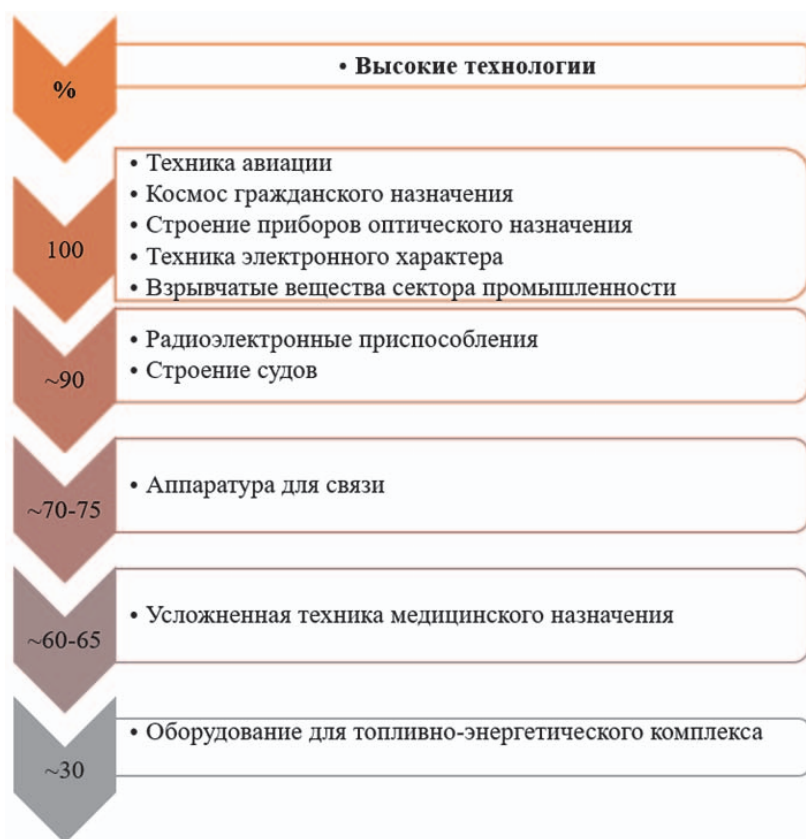 %
• Высокие технологии
100
• Техника авиации
• Космос гражданского назначения
• Строение приборов оптического назначения
• Техника электронного характера
• Взрывчатые вещества сектора промышленности
~90
• Радиоэлектронные приспособления
• Строение судов
~70-75
• Аппаратура для связи
~60-65
• Усложненная техника медицинского назначения
~30
• Оборудование для топливно-энергетического комплекса